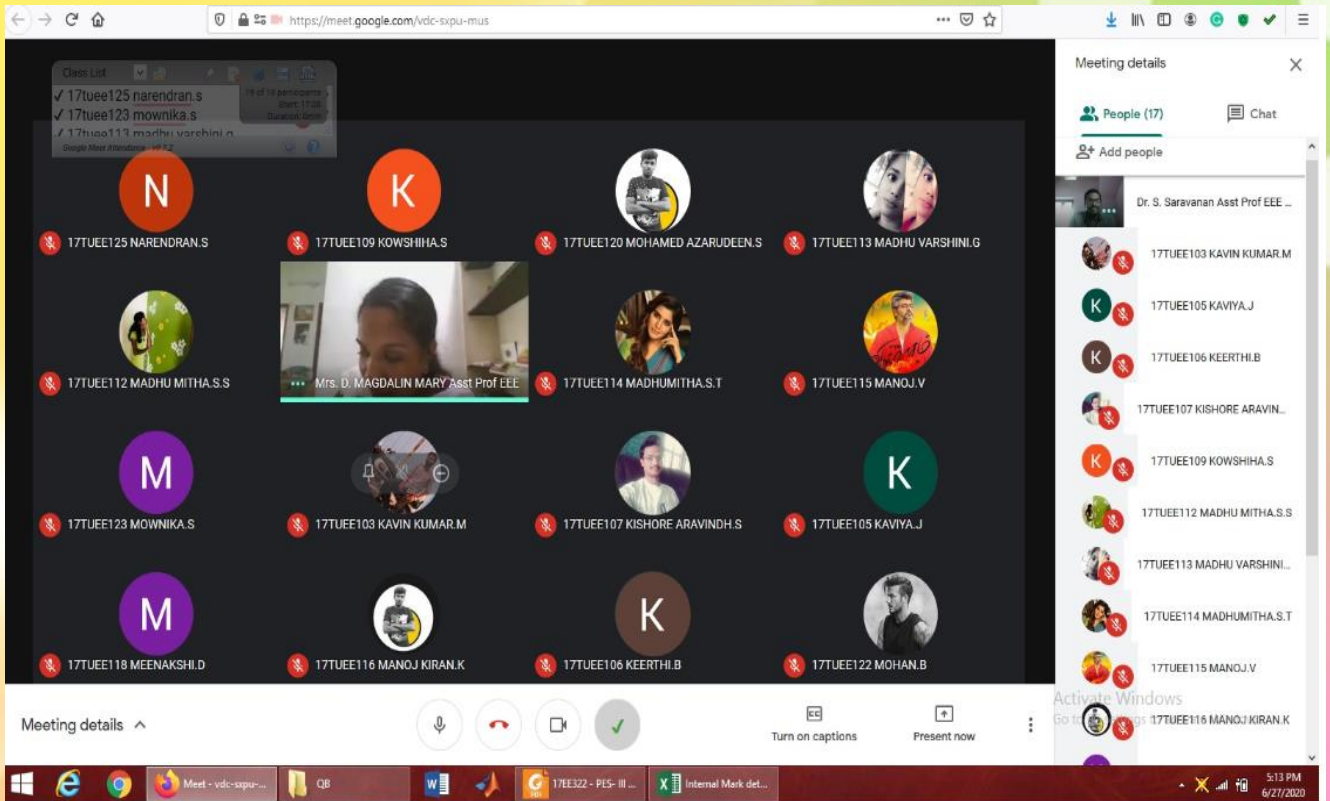 https://meet.google.com/vdc-sxpu-mus
Class List
✓ 17tuee125 narendran.s
✓ 17tuee123 mownika.s
✓ 17tuee113 madhu varshini.g
Start: 17:08
N
17TUEE125 NARENDRAN.S
K
17TUEE109 KOWSHIHA.S
17TUEE120 MOHAMED AZARUDEEN.S
17TUEE113 MADHU VARSHINI.G
17TUEE112 MADHU MITHA.S.S
Mrs. D. MAGDALIN MARY Asst Prof EEE
17TUEE114 MADHUMITHA.S.T
17TUEE115 MANOJ.V
M
17TUEE123 MOWNIKA.S
17TUEE103 KAVIN KUMAR.M
17TUEE107 KISHORE ARAVINDH.S
K
17TUEE105 KAVIYA.J
M
17TUEE118 MEENAKSHI.D
17TUEE116 MANOJ KIRAN.K
K
17TUEE106 KEERTHI.B
17TUEE122 MOHAN.B
Meeting details
People (17)
Chat
Add people
Dr. S. Saravanan Asst Prof EEE ...
17TUEE103 KAVIN KUMAR.M
K
17TUEE105 KAVIYA.J
K
17TUEE106 KEERTHI.B
17TUEE107 KISHORE ARAVIN...
K
17TUEE109 KOWSHIHA.S
17TUEE112 MADHU MITHA.S.S
17TUEE113 MADHU VARSHINI...
17TUEE114 MADHUMITHA.S.T
17TUEE115 MANOJ.V
Activate Windows
17TUEE116 MANOJ KIRAN.K
Meeting details
CC
Turn on captions
Present now
Meet - vdc-sxpu-...
QB
17EE322 - PES- III ...
Internal Mark det...
5:13 PM
6/27/2020